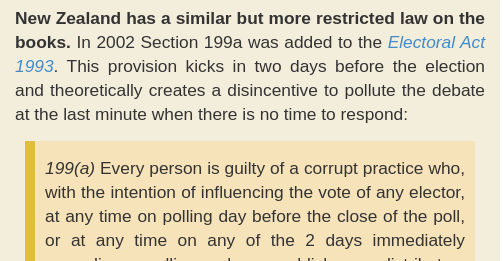 New Zealand has a similar but more restricted law on the
books. In 2002 Section 199a was added to the Electoral Act
1993. This provision kicks in two days before the election
and theoretically creates a disincentive to pollute the debate
at the last minute when there is no time to respond:
199(a) Every person is guilty of a corrupt practice who,
with the intention of influencing the vote of any elector,
at any time on polling day before the close of the poll,
or at any time on any of the 2 days immediately